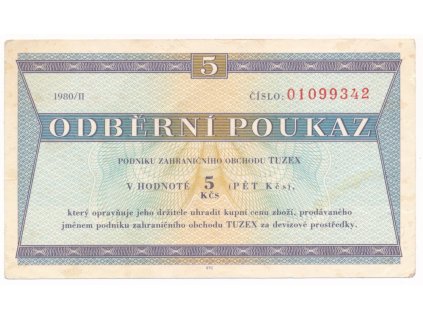 5
1980/II ČÍSLO: 01099342
ODBĚRNÍ POUKAZ
PODNIKU ZAHRANIČNÍHO OBCHODU TUZEX
V HODNOTĚ 5 (PĚT Kčs),
Kčs
který opravňuje jeho držitele uhradit kupní cenu zboží, prodávaného
jménem podniku zahraničního obchodu TUZEX za devizové prostředky.